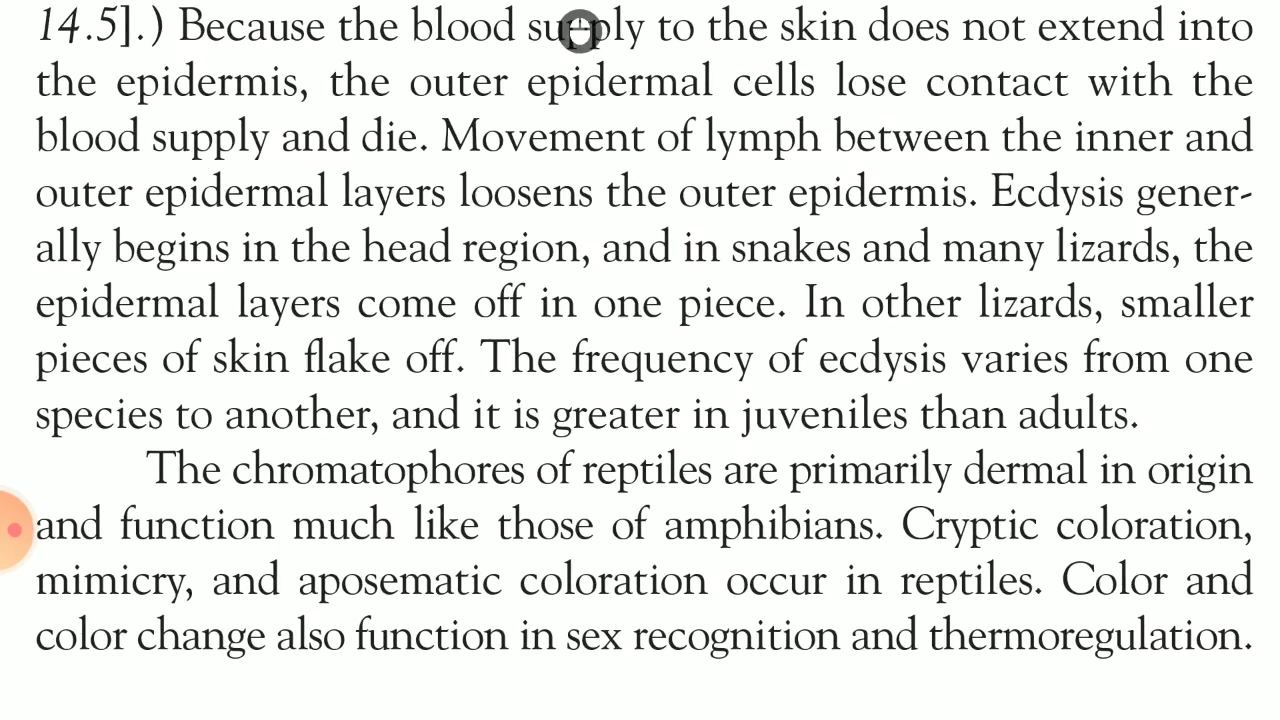 14.5].) Because the blood supply to the skin does not extend into
the epidermis, the outer epidermal cells lose contact with the
blood supply and die. Movement of lymph between the inner and
outer epidermal layers loosens the outer epidermis. Ecdysis gener-
ally begins in the head region, and in snakes and many lizards, the
epidermal layers come off in one piece. In other lizards, smaller
pieces of skin flake off. The frequency of ecdysis varies from one
species to another, and it is greater in juveniles than adults.
The chromatophores of reptiles are primarily dermal in origin
and function much like those of amphibians. Cryptic coloration,
mimicry, and aposematic coloration occur in reptiles. Color and
color change also function in sex recognition and thermoregulation.